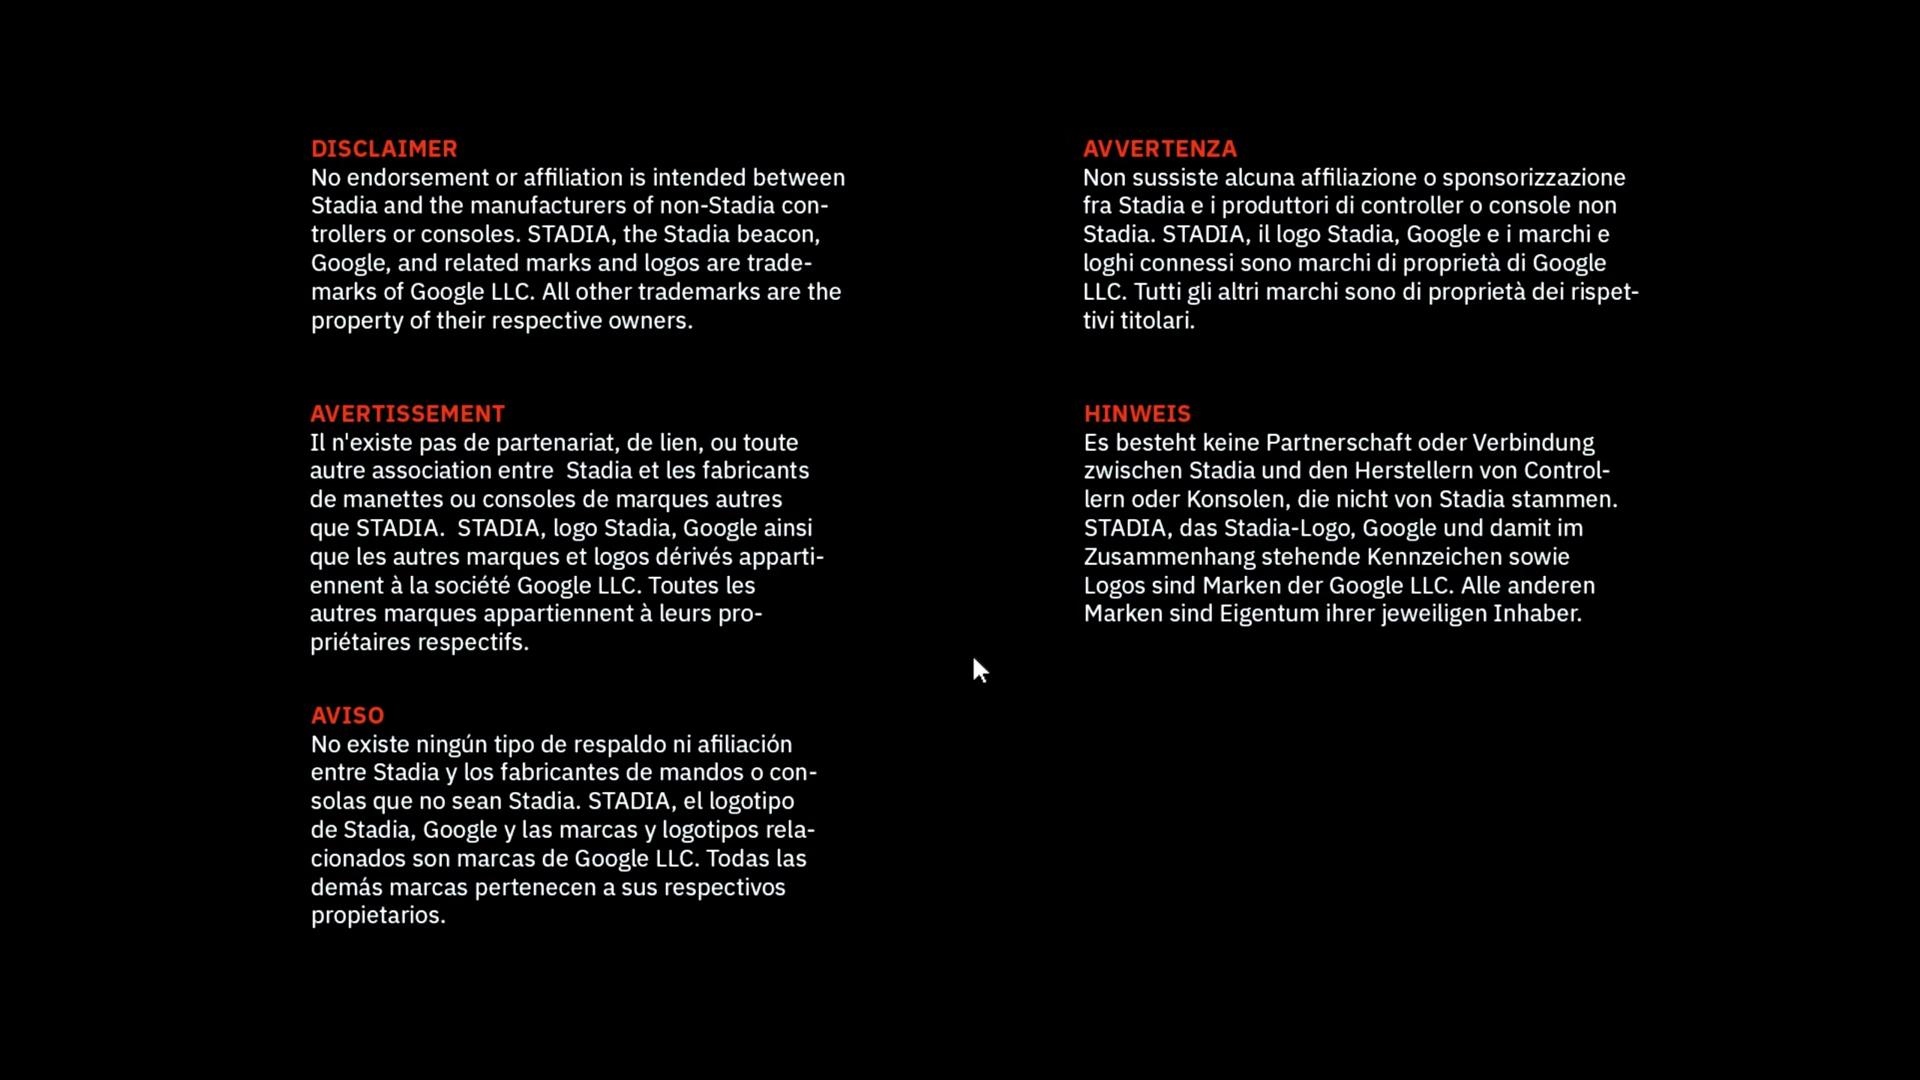 DISCLAIMER
No endorsement or affiliation is intended between
Stadia and the manufacturers of non-Stadia con-
trollers or consoles. STADIA, the Stadia beacon,
Google, and related marks and logos are trade-
marks of Google LLC. All other trademarks are the
property of their respective owners.
AVERTISSEMENT
Il n'existe pas de partenariat, de lien, ou toute
autre association entre  Stadia et les fabricants
de manettes ou consoles de marques autres
que STADIA.  STADIA, logo Stadia, Google ainsi
que les autres marques et logos dérivés apparti-
ennent à la société Google LLC. Toutes les
autres marques appartiennent à leurs pro-
priétaires respectifs.
AVISO
No existe ningún tipo de respaldo ni afiliación
entre Stadia y los fabricantes de mandos o con-
solas que no sean Stadia. STADIA, el logotipo
de Stadia, Google y las marcas y logotipos rela-
cionados son marcas de Google LLC. Todas las
demás marcas pertenecen a sus respectivos
propietarios.
AVVERTENZA
Non sussiste alcuna affiliazione o sponsorizzazione
fra Stadia e i produttori di controller o console non
Stadia. STADIA, il logo Stadia, Google e i marchi e
loghi connessi sono marchi di proprietà di Google
LLC. Tutti gli altri marchi sono di proprietà dei rispet-
tivi titolari.
HINWEIS
Es besteht keine Partnerschaft oder Verbindung
zwischen Stadia und den Herstellern von Control-
lern oder Konsolen, die nicht von Stadia stammen.
STADIA, das Stadia-Logo, Google und damit im
Zusammenhang stehende Kennzeichen sowie
Logos sind Marken der Google LLC. Alle anderen
Marken sind Eigentum ihrer jeweiligen Inhaber.